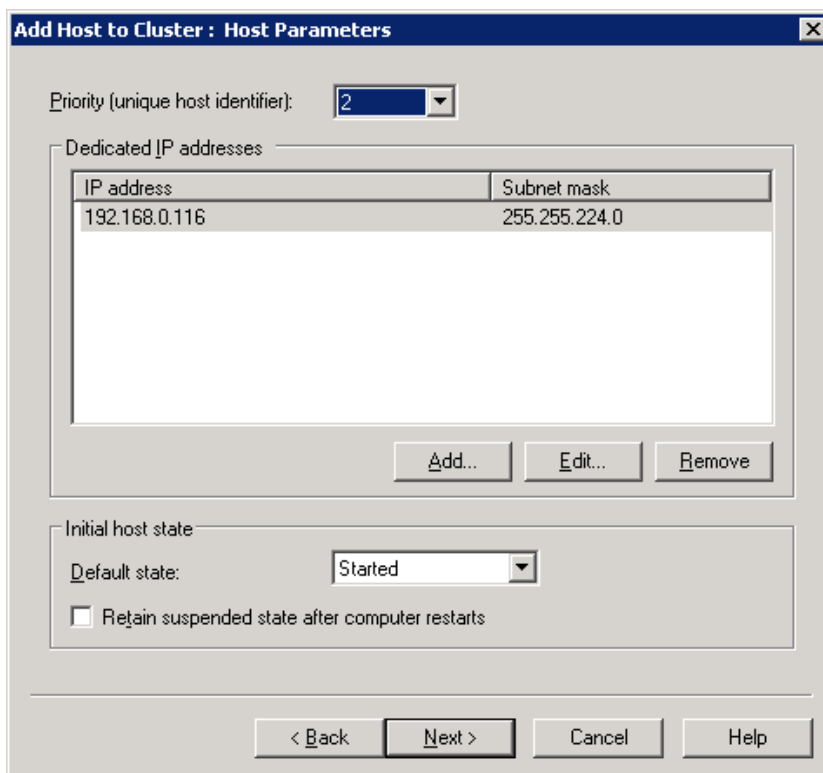 Add Host to Cluster :  Host Parameters
Priority (unique host identifier): 2
Dedicated IP addresses
IP address Subnet mask
192.168.0.116 255.255.224.0
Add... Edit... Remove
Initial host state
Default state: Started
Retain suspended state after computer restarts
< Back Next > Cancel Help